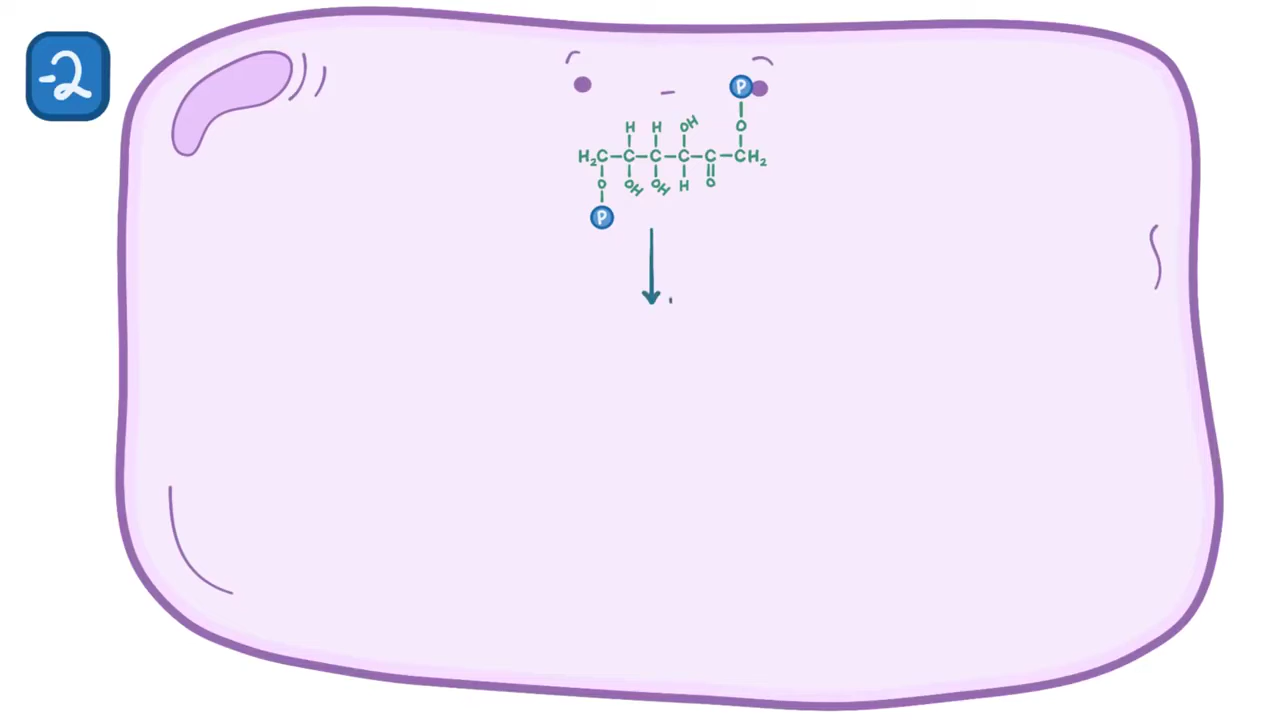 -2
P
H H OH O
H₂C-C-C-C-C-CH₂
O OH OH H O
P